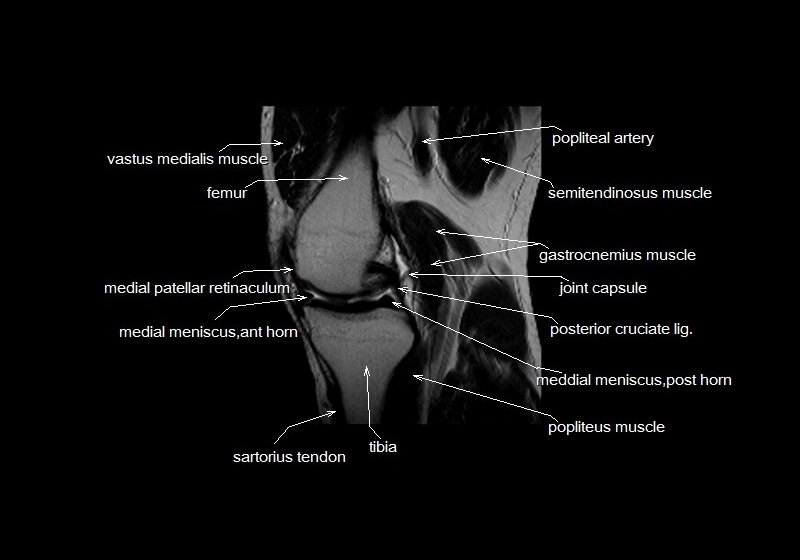 popliteal artery
vastus medialis muscle
femur
semitendinosus muscle
gastrocnemius muscle
medial patellar retinaculum
joint capsule
medial meniscus,ant horn
posterior cruciate lig.
meddial meniscus,post horn
popliteus muscle
tibia
sartorius tendon